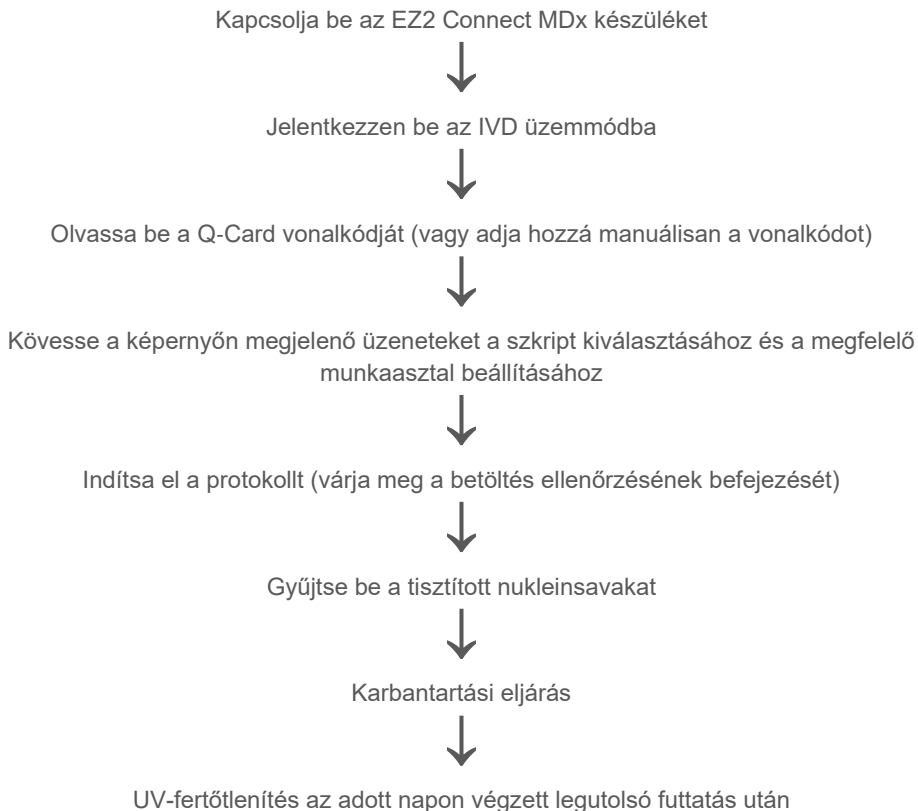 Kapcsolja be az EZ2 Connect MDx készüléket
Jelentkezzen be az IVD üzemmódba
Olvassa be a Q-Card vonalkódját (vagy adja hozzá manuálisan a vonalkódot)
Kövesse a képernyőn megjelenő üzeneteket a szkript kiválasztásához és a megfelelő
munkaasztal beállításához
Indítsa el a protokollt (várja meg a betöltés ellenőrzésének befejezését)
Gyűjtse be a tisztított nukleinsavakat
Karbantartási eljárás
UV-fertőtlenítés az adott napon végzett legutolsó futtatás után